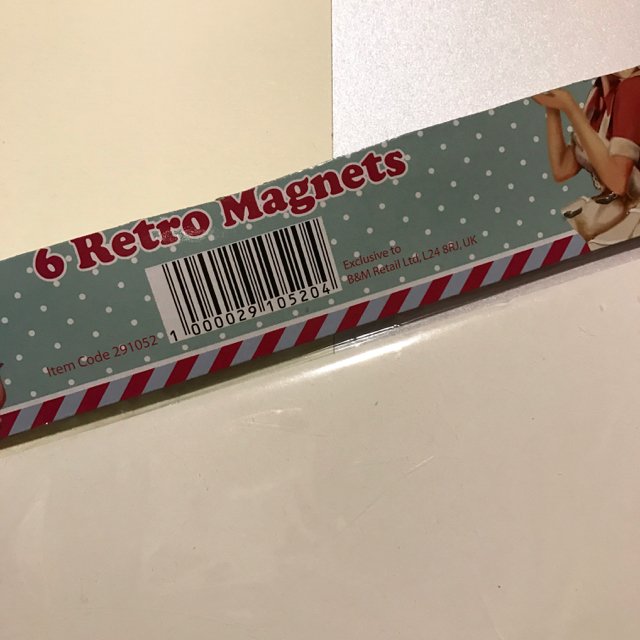 6 Retro Magnets
1 000029 105204
Item Code 291052
Exclusive to
B&M Retail Ltd, L24 8RJ, UK